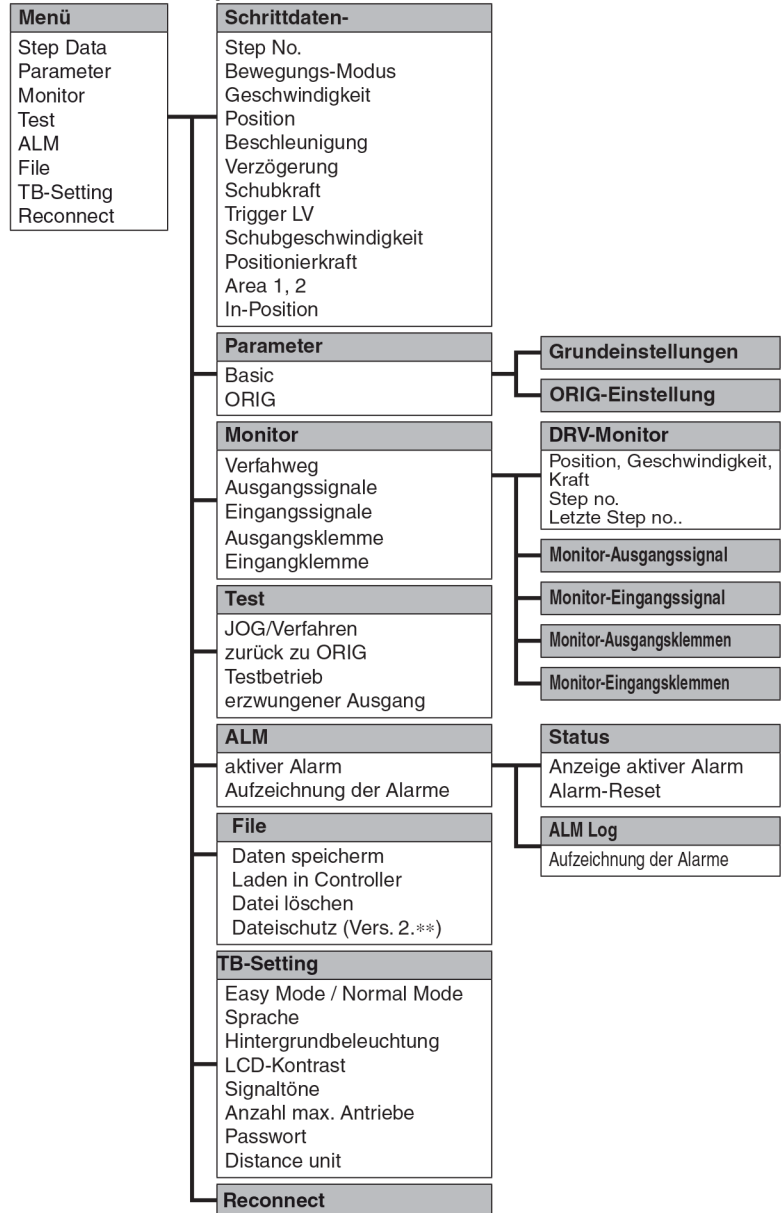 Menü
Step Data
Parameter
Monitor
Test
ALM
File
TB-Setting
Reconnect
Schrittdaten-
Step No.
Bewegungs-Modus
Geschwindigkeit
Position
Beschleunigung
Verzögerung
Schubkraft
Trigger LV
Schubgeschwindigkeit
Positionierkraft
Area 1, 2
In-Position
Parameter
Basic
ORIG
Grundeinstellungen
ORIG-Einstellung
Monitor
Verfahweg
Ausgangssignale
Eingangssignale
Ausgangsklemme
Eingangklemme
DRV-Monitor
Position, Geschwindigkeit,
Kraft
Step no.
Letzte Step no..
Monitor-Ausgangssignal
Monitor-Eingangssignal
Monitor-Ausgangsklemmen
Monitor-Eingangsklemmen
Test
JOG/Verfahren
zurück zu ORIG
Testbetrieb
erzwungener Ausgang
ALM
aktiver Alarm
Aufzeichnung der Alarme
Status
Anzeige aktiver Alarm
Alarm-Reset
ALM Log
Aufzeichnung der Alarme
File
Daten speicherm
Laden in Controller
Datei löschen
Dateischutz (Vers. 2.**)
TB-Setting
Easy Mode / Normal Mode
Sprache
Hintergrundbeleuchtung
LCD-Kontrast
Signaltöne
Anzahl max. Antriebe
Passwort
Distance unit
Reconnect